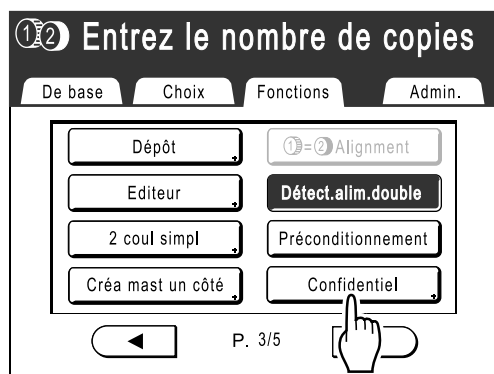 ①② Entrez le nombre de copies
De base Choix Fonctions Admin.
Dépôt ①=② Alignment
Editeur Détect.alim.double
2 coul simpl Préconditionnement
Créa mast un côté Confidentiel
P. 3/5